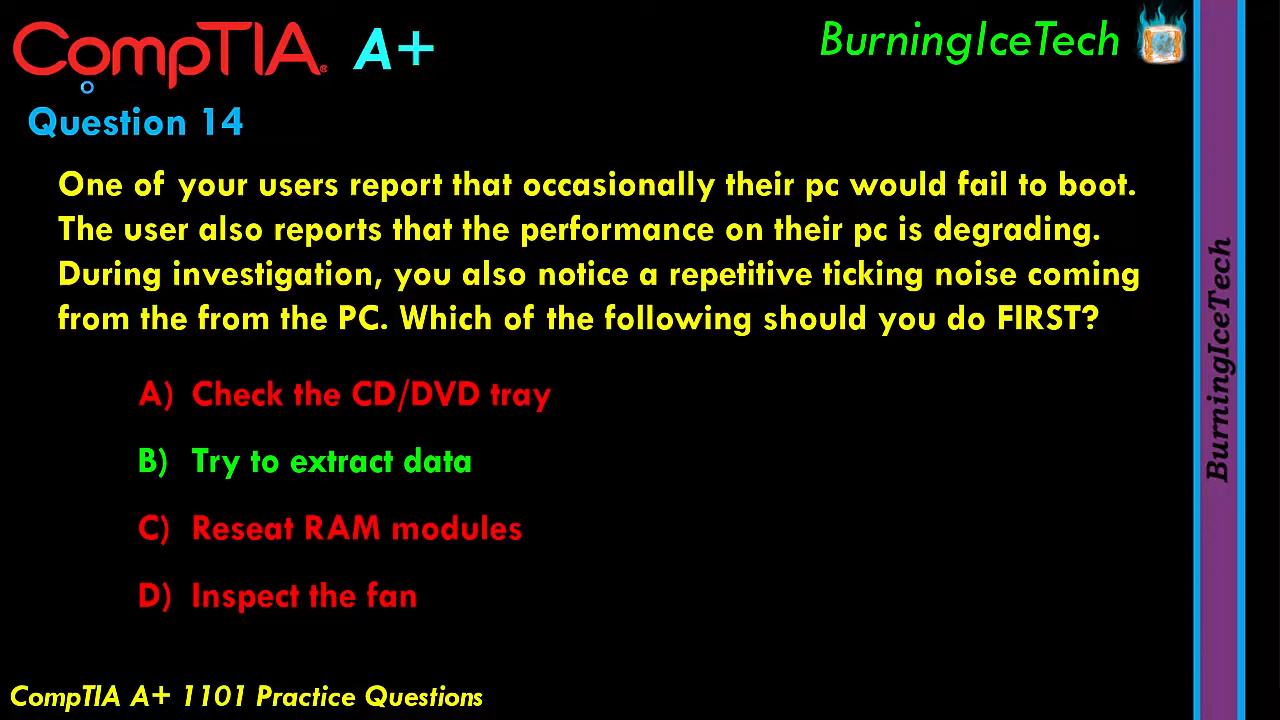 CompTIA® A+
BurningIceTech
Question 14
One of your users report that occasionally their pc would fail to boot.
The user also reports that the performance on their pc is degrading.
During investigation, you also notice a repetitive ticking noise coming
from the from the PC. Which of the following should you do FIRST?
A) Check the CD/DVD tray
B) Try to extract data
C) Reseat RAM modules
D) Inspect the fan
CompTIA A+ 1101 Practice Questions
BurningIceTech